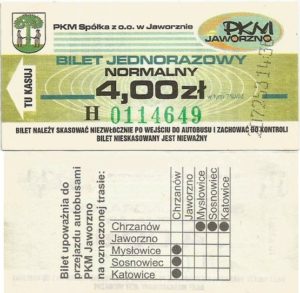 PKM Spółka z o.o. w Jaworznie
PKM
JAWORZNO
BILET JEDNORAZOWY
NORMALNY
4,00zł
TU KASUJ
H 0114649
BILET NALEŻY SKASOWAĆ NIEZWŁOCZNIE PO WEJŚCIU DO AUTOBUSU I ZACHOWAĆ DO KONTROLI
BILET NIESKASOWANY JEST NIEWAŻNY
Bilet upoważnia do
przejazdu autobusami
PKM Jaworzno
na oznaczonej trasie:
Chrzanów
Jaworzno
Mysłowice
Sosnowiec
Katowice
Chrzanów
Jaworzno
Mysłowice
Sosnowiec
Katowice